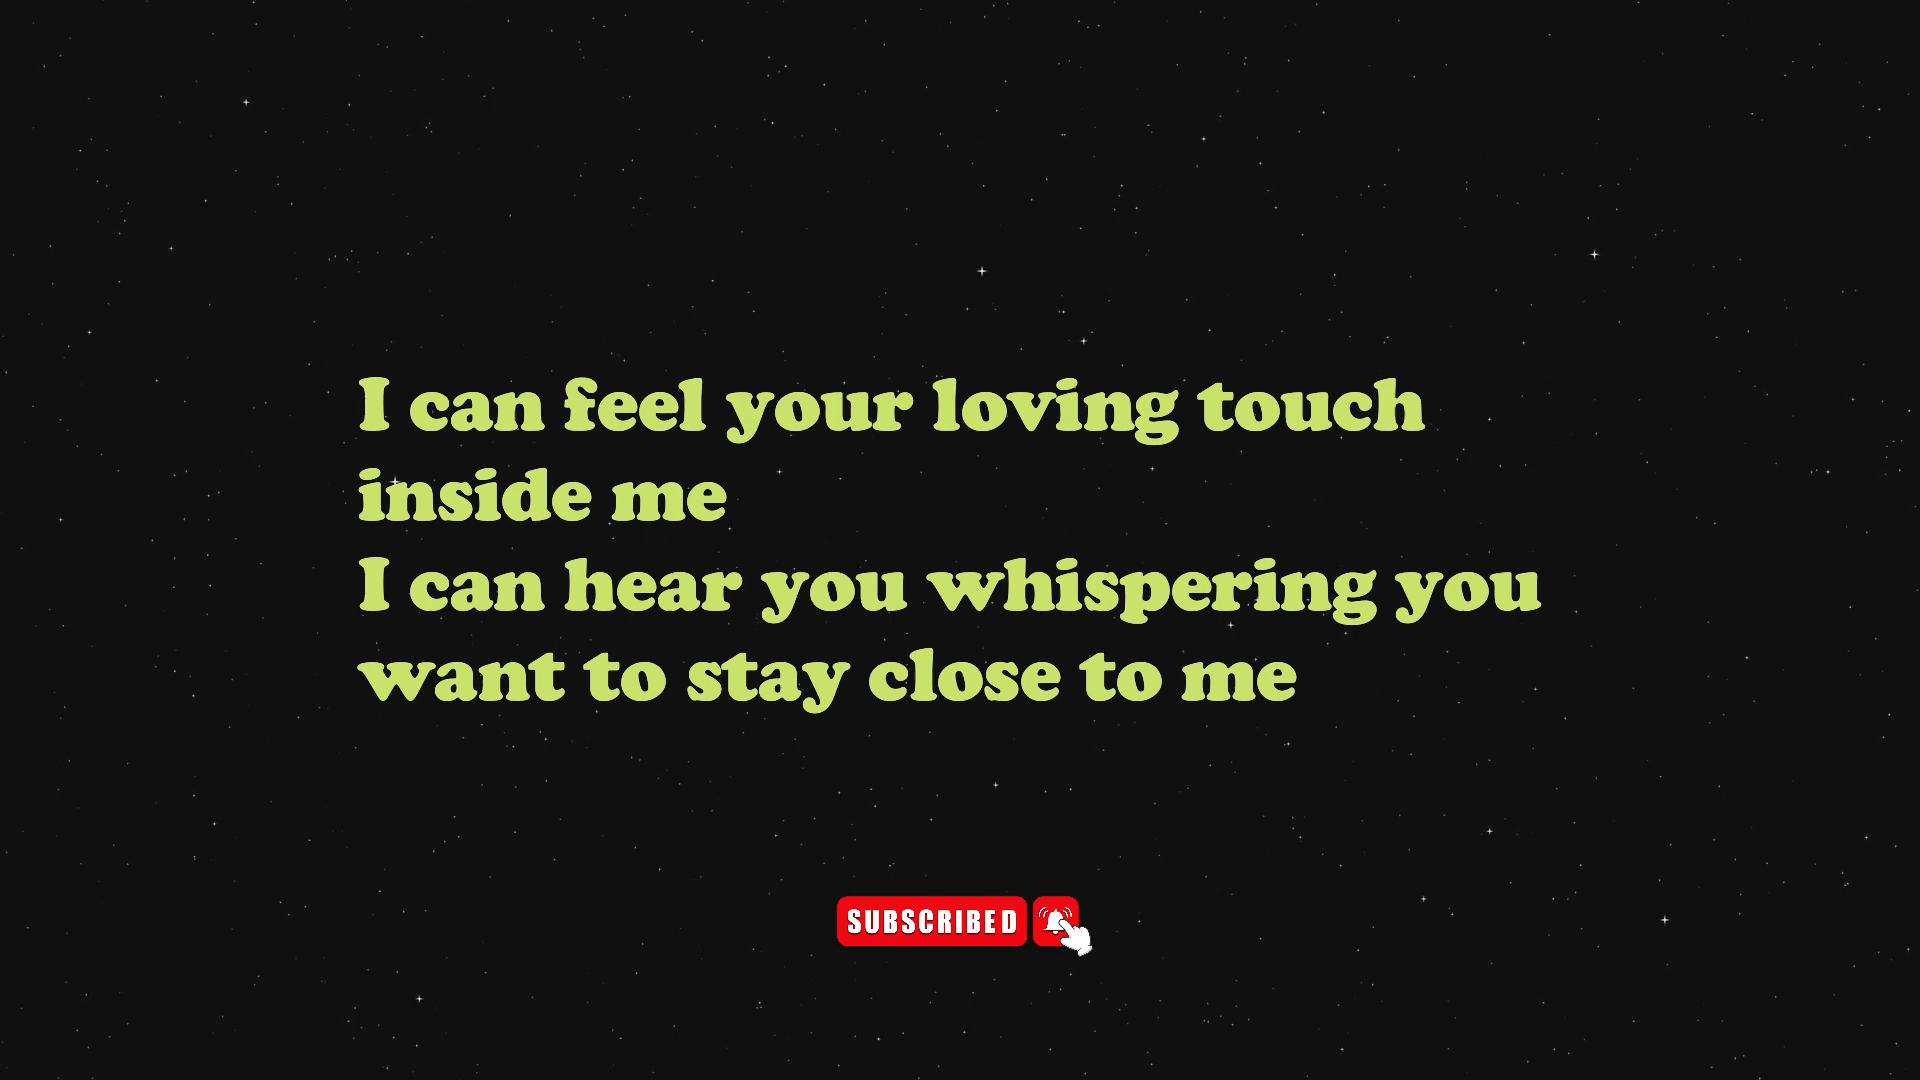 I can feel your loving touch
inside me
I can hear you whispering you
want to stay close to me
SUBSCRIBED